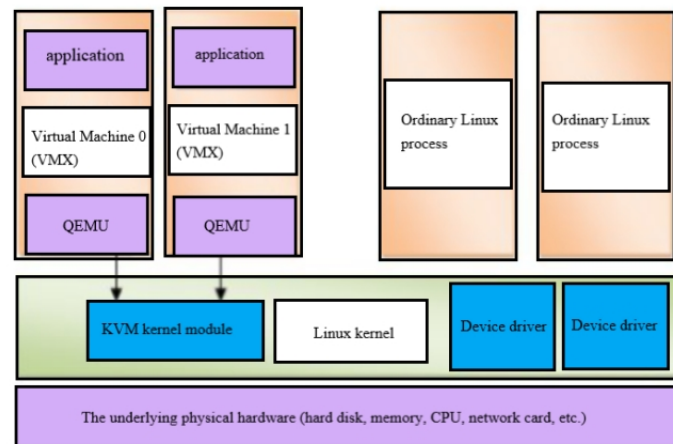 application
application
Virtual Machine 0
(VMX)
Virtual Machine 1
(VMX)
Ordinary Linux
process
Ordinary Linux
process
QEMU
QEMU
KVM kernel module
Linux kernel
Device driver
Device driver
The underlying physical hardware (hard disk, memory, CPU, network card, etc.)